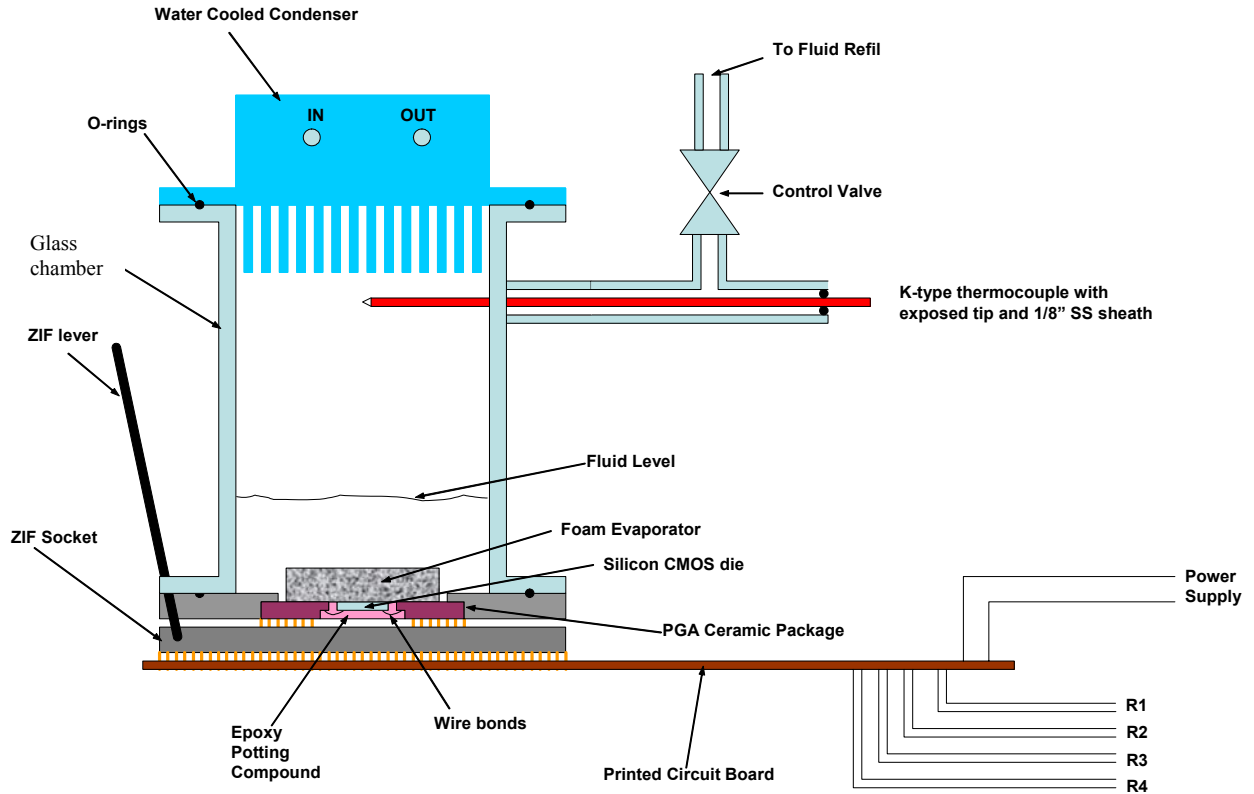 Water Cooled Condenser
To Fluid Refil
IN
OUT
O-rings
Control Valve
Glass
chamber
K-type thermocouple with
exposed tip and 1/8” SS sheath
ZIF lever
Fluid Level
ZIF Socket
Foam Evaporator
Silicon CMOS die
Power
Supply
PGA Ceramic Package
Epoxy
Potting
Compound
Wire bonds
Printed Circuit Board
R1
R2
R3
R4